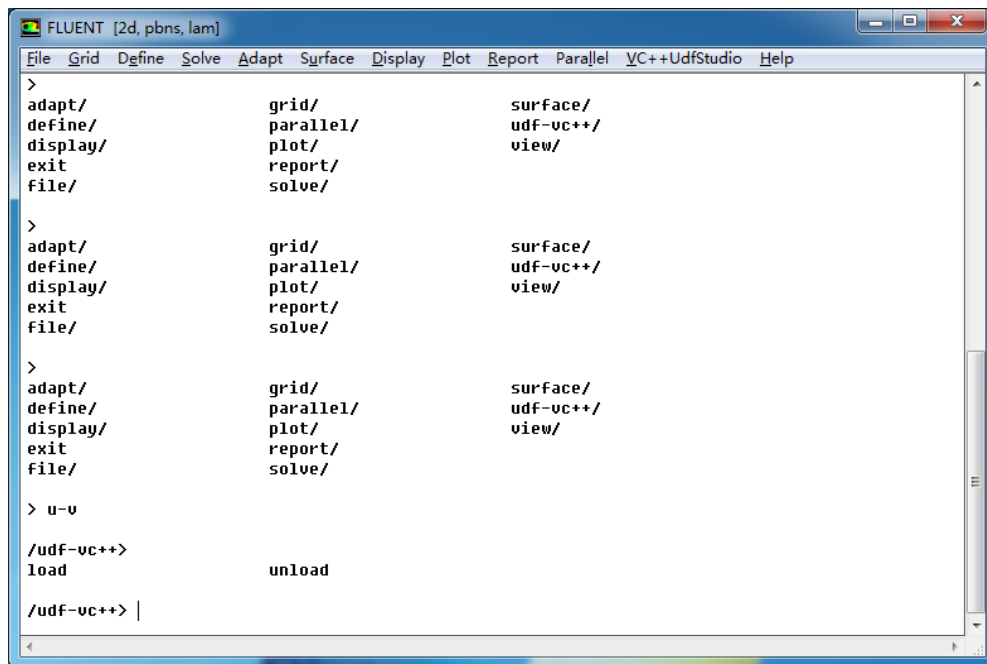 FLUENT [2d, pbns, lam]
File Grid Define Solve Adapt Surface Display Plot Report Parallel VC++UdfStudio Help
>
adapt/ grid/ surface/
define/ parallel/ udf-vc++/
display/ plot/ view/
exit report/
file/ solve/
>
adapt/ grid/ surface/
define/ parallel/ udf-vc++/
display/ plot/ view/
exit report/
file/ solve/
>
adapt/ grid/ surface/
define/ parallel/ udf-vc++/
display/ plot/ view/
exit report/
file/ solve/
> u-v
/udf-vc++>
load unload
/udf-vc++>